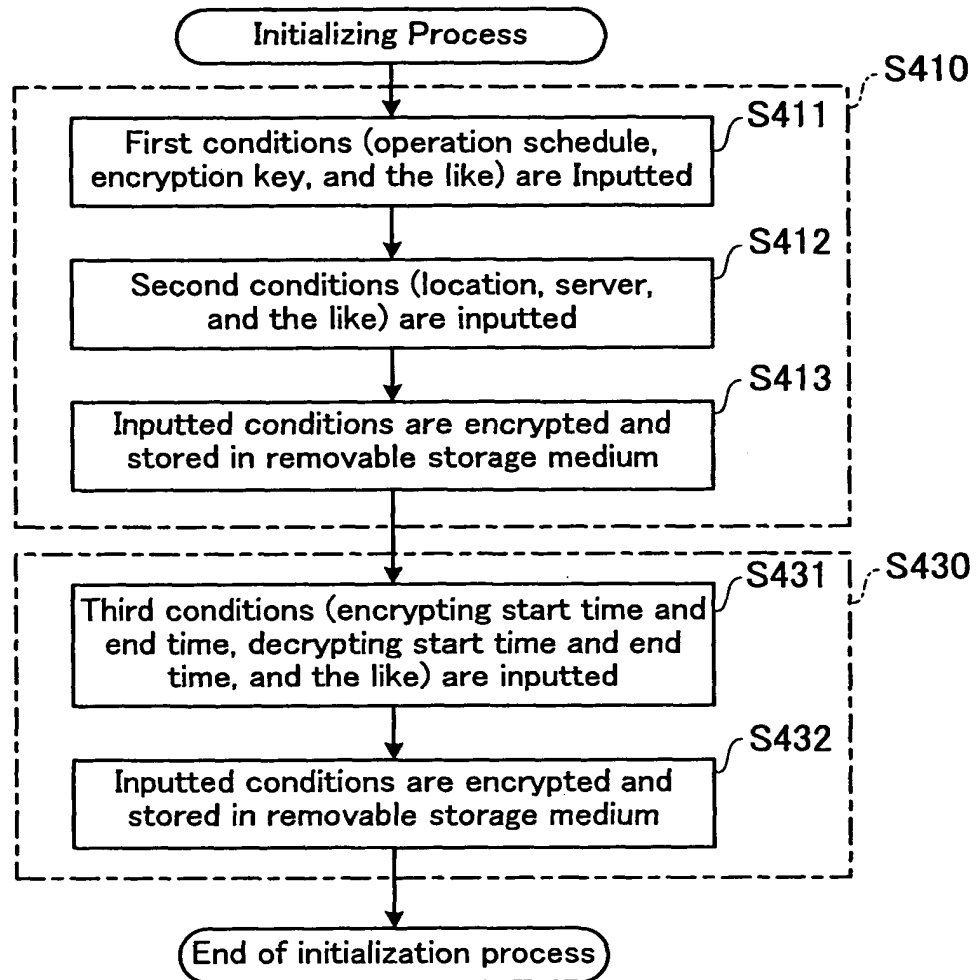 Initializing Process
S410
S411
First conditions (operation schedule,
encryption key, and the like) are Inputted
S412
Second conditions (location, server,
and the like) are inputted
S413
Inputted conditions are encrypted and
stored in removable storage medium
S430
S431
Third conditions (encrypting start time and
end time, decrypting start time and end
time, and the like) are inputted
S432
Inputted conditions are encrypted and
stored in removable storage medium
End of initialization process